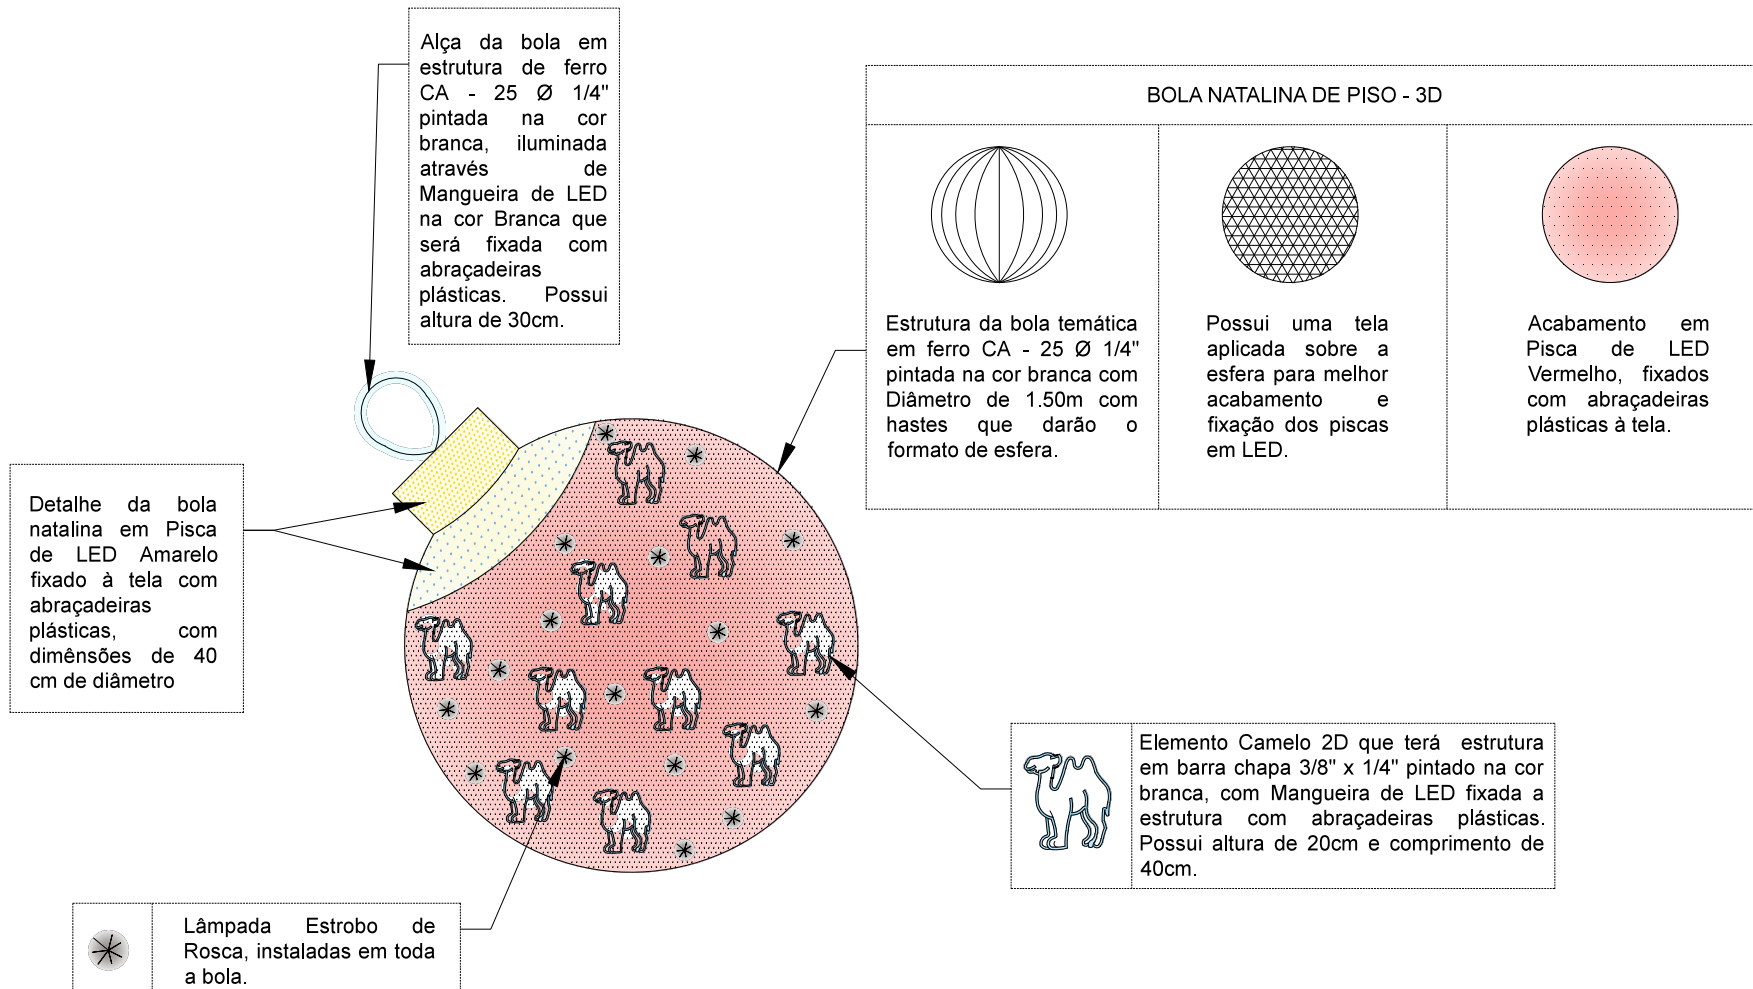 Alça da bola em
estrutura de ferro
CA - 25 Ø 1/4"
pintada na cor
branca, iluminada
através de
Mangueira de LED
na cor Branca que
será fixada com
abraçadeiras
plásticas. Possui
altura de 30cm.
BOLA NATALINA DE PISO - 3D
Estrutura da bola temática
em ferro CA - 25 Ø 1/4"
pintada na cor branca com
Diâmetro de 1.50m com
hastes que darão o
formato de esfera.
Possui uma tela
aplicada sobre a
esfera para melhor
acabamento e
fixação dos piscas
em LED.
Acabamento em
Pisca de LED
Vermelho, fixados
com abraçadeiras
plásticas à tela.
Detalhe da bola
natalina em Pisca
de LED Amarelo
fixado à tela com
abraçadeiras
plásticas, com
dimênsões de 40
cm de diâmetro
Elemento Camelo 2D que terá estrutura
em barra chapa 3/8" x 1/4" pintado na cor
branca, com Mangueira de LED fixada a
estrutura com abraçadeiras plásticas.
Possui altura de 20cm e comprimento de
40cm.
Lâmpada Estrobo de
Rosca, instaladas em toda
a bola.